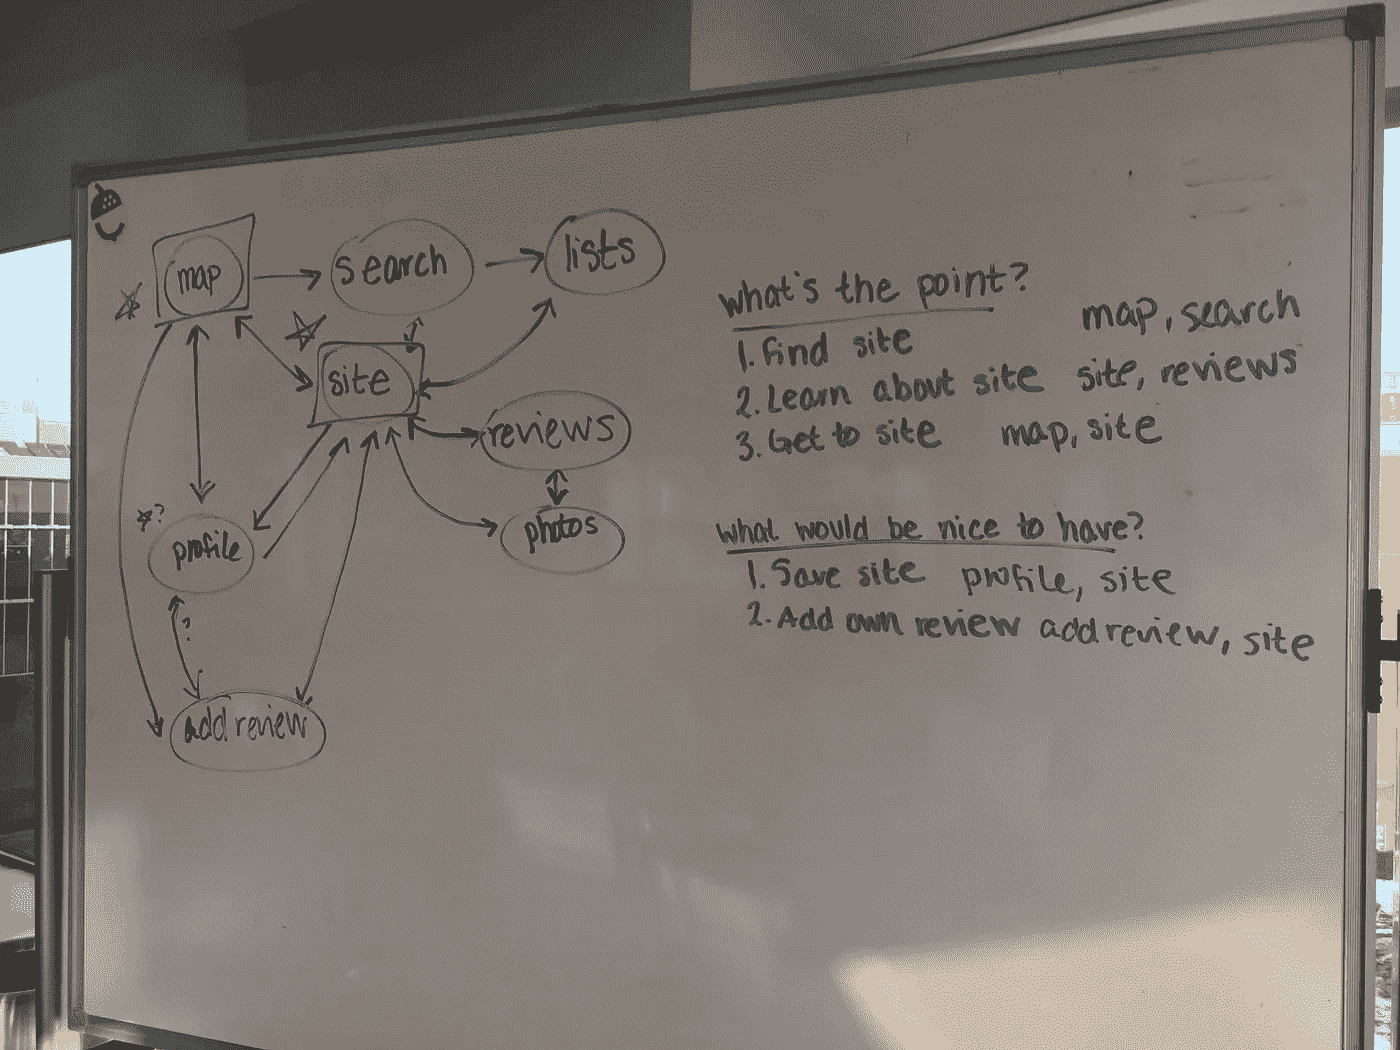 map
search
lists
site
reviews
photos
?
profile
?
add review
what's the point?
1. Find site map, search
2. Learn about site site, reviews
3. Get to site map, site
what would be nice to have?
1. Save site profile, site
2. Add own review add review, site